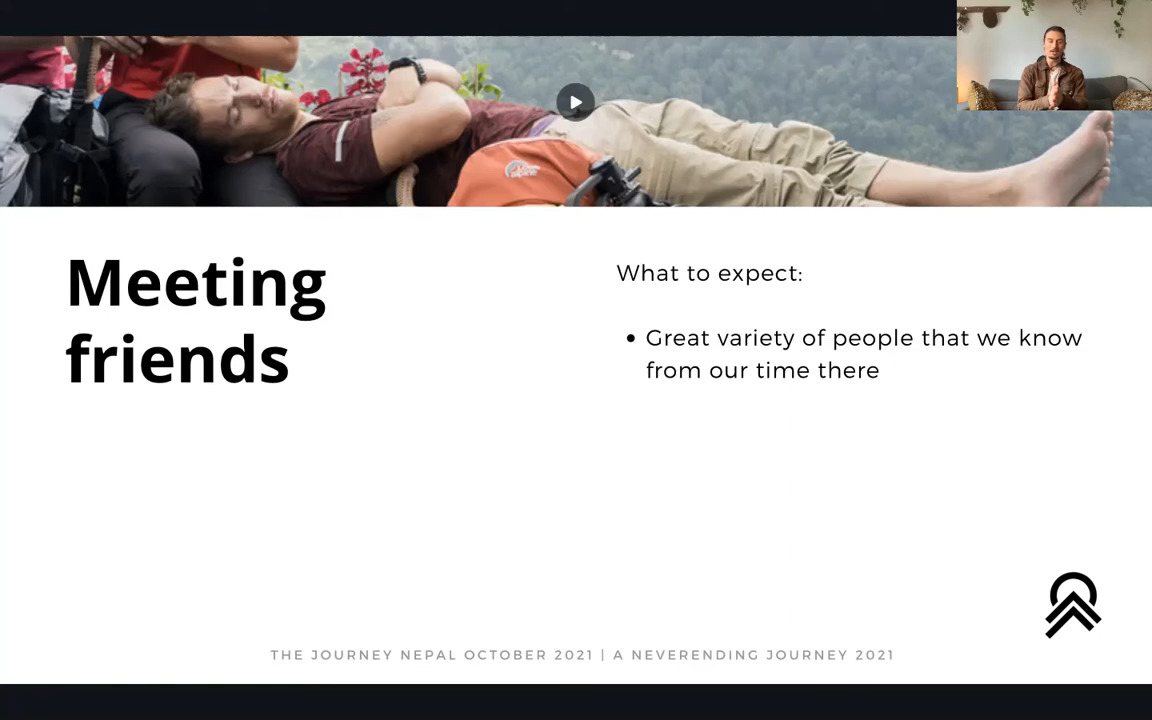 Meeting
friends
What to expect:
• Great variety of people that we know
from our time there
THE JOURNEY NEPAL OCTOBER 2021 | A NEVERENDING JOURNEY 2021